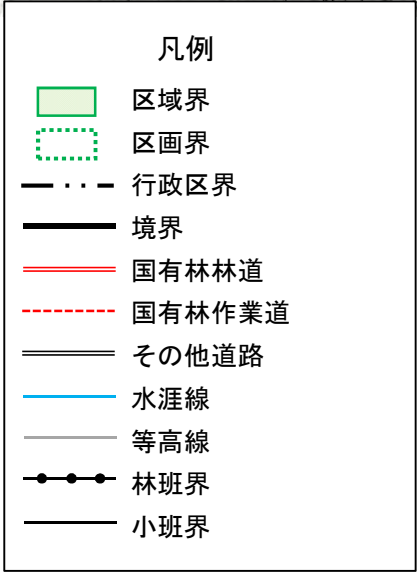 凡例
区域界
区画界
行政区界
境界
国有林林道
国有林作業道
その他道路
水涯線
等高線
林班界
小班界